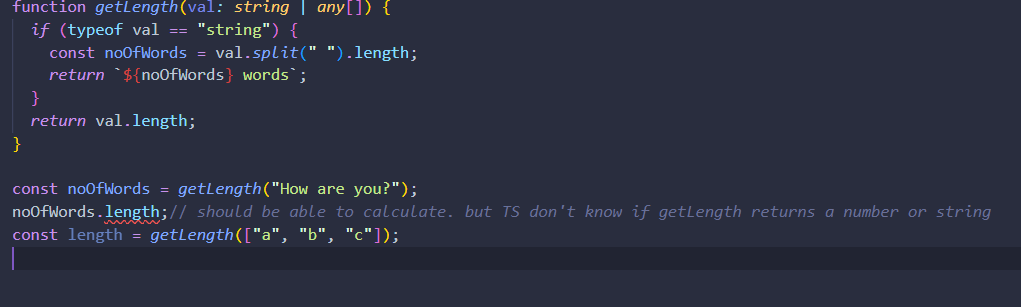 function getLength(val: string | any[]) {
  if (typeof val == "string") {
    const noOfWords = val.split(" ").length;
    return `${noOfWords} words`;
  }
  return val.length;
}
const noOfWords = getLength("How are you?");
noOfWords.length;// should be able to calculate. but TS don't know if getLength returns a number or string
const length = getLength(["a", "b", "c"]);